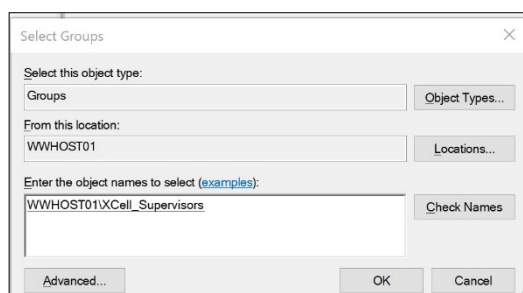 Select Groups
Select this object type:
Groups
Object Types...
From this location:
WWHOST01
Locations...
Enter the object names to select (examples):
WWHOST01\XCell_Supervisors
Check Names
Advanced...
OK
Cancel